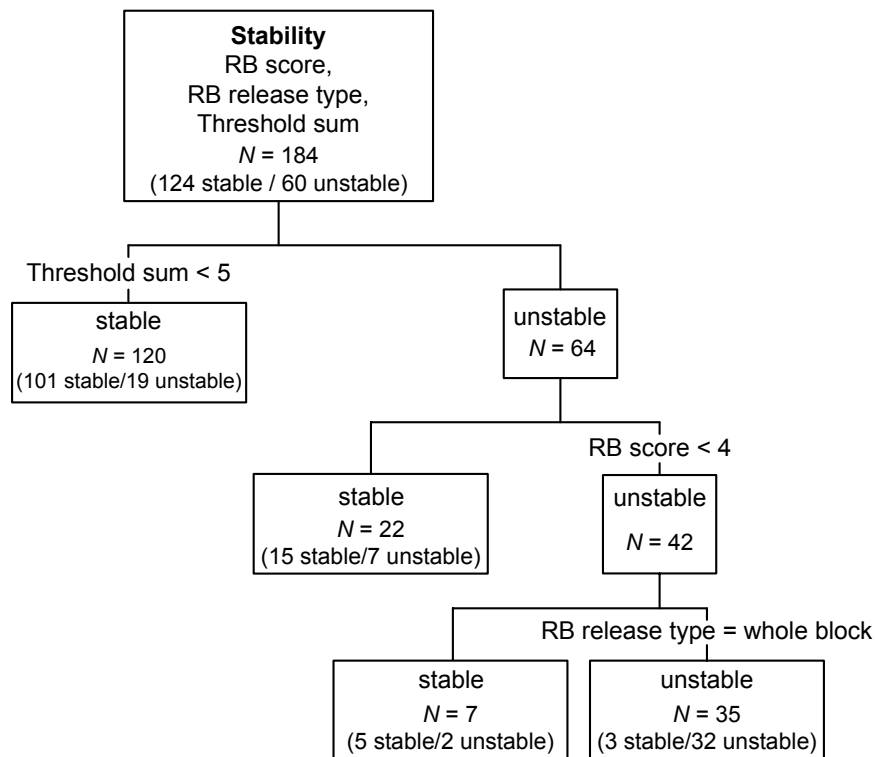 Stability
RB score,
RB release type,
Threshold sum
N = 184
(124 stable / 60 unstable)
Threshold sum < 5
stable
N = 120
(101 stable/19 unstable)
unstable
N = 64
RB score < 4
stable
N = 22
(15 stable/7 unstable)
unstable
N = 42
RB release type = whole block
stable
N = 7
(5 stable/2 unstable)
unstable
N = 35
(3 stable/32 unstable)